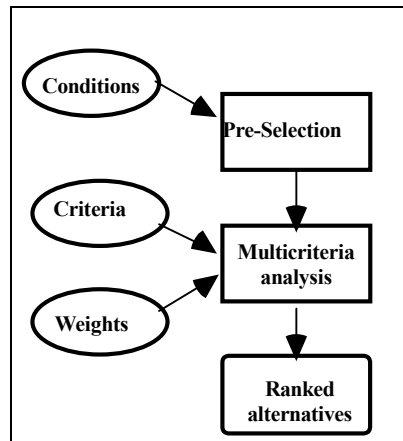 Conditions
Pre-Selection
Criteria
Multicriteria
analysis
Weights
Ranked
alternatives